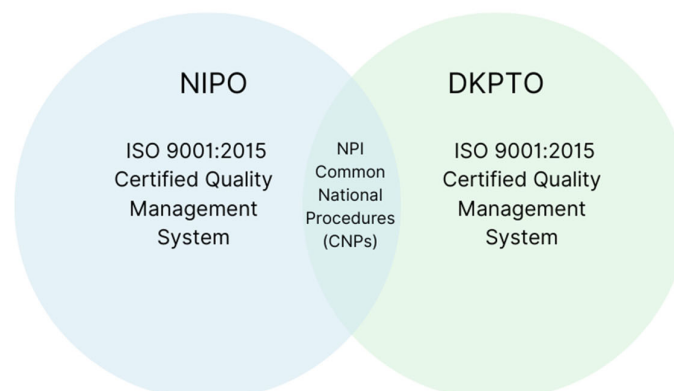 NIPO
ISO 9001:2015
Certified Quality
Management
System
NPI
Common
National
Procedures
(CNPs)
DKPTO
ISO 9001:2015
Certified Quality
Management
System